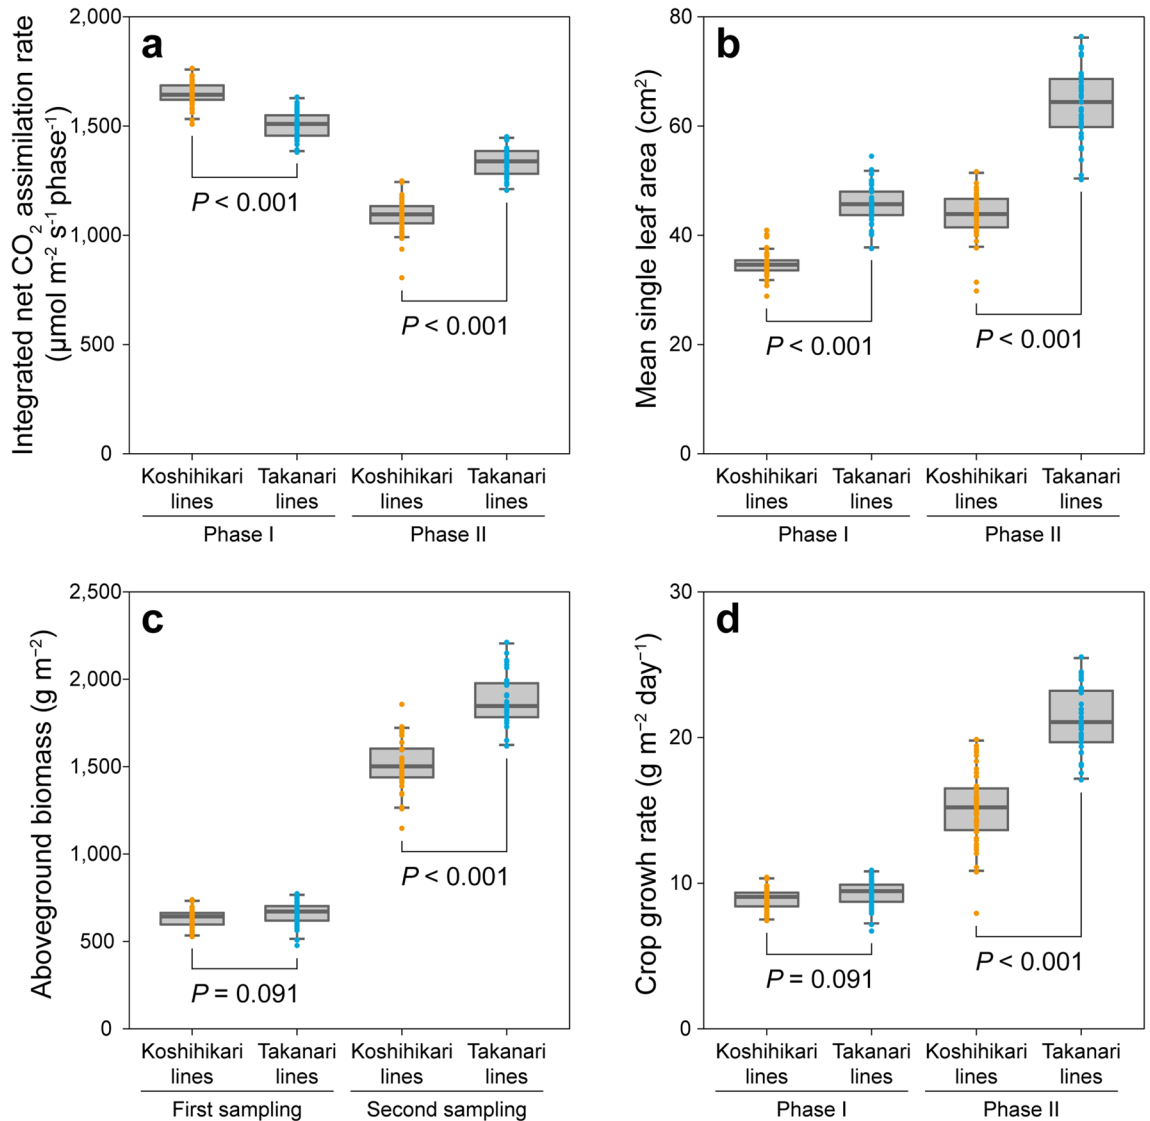 a
Integrated net CO2 assimilation rate
(μmol m−2 s-1 phase-1)
2,000
1,500
1,000
500
0
P < 0.001
P < 0.001
Koshihikari lines
Takanari lines
Koshihikari lines
Takanari lines
Phase I
Phase II
b
Mean single leaf area (cm2)
80
60
40
20
0
P < 0.001
P < 0.001
Koshihikari lines
Takanari lines
Koshihikari lines
Takanari lines
Phase I
Phase II
c
Aboveground biomass (g m−2)
2,500
2,000
1,500
1,000
500
0
P = 0.091
P < 0.001
Koshihikari lines
Takanari lines
Koshihikari lines
Takanari lines
First sampling
Second sampling
d
Crop growrh rate (g m−2 day−1)
30
20
10
0
P = 0.091
P < 0.001
Koshihikari lines
Takanari lines
Koshihikari lines
Takanari lines
Phase I
Phase II